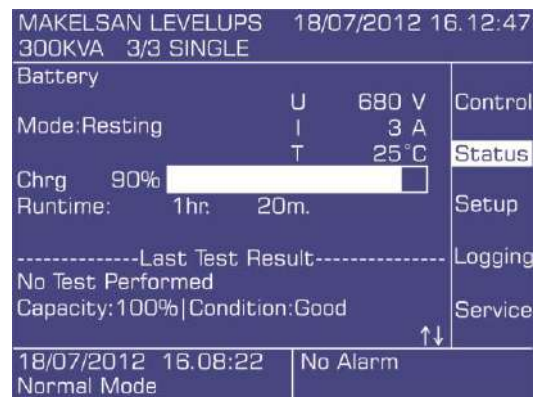 MAKELSAN LEVELUPS 18/07/2012 16.12:47
300KVA 3/3 SINGLE
Battery
U 680 V
Mode:Resting I 3 A
T 25°C
Chrg 90%
Runtime: 1hr. 20m.
--------------Last Test Result---------------
No Test Performed
Capacity:100%|Condition:Good
↑↓
Control
Status
Setup
Logging
Service
18/07/2012 16.08:22
Normal Mode
No Alarm